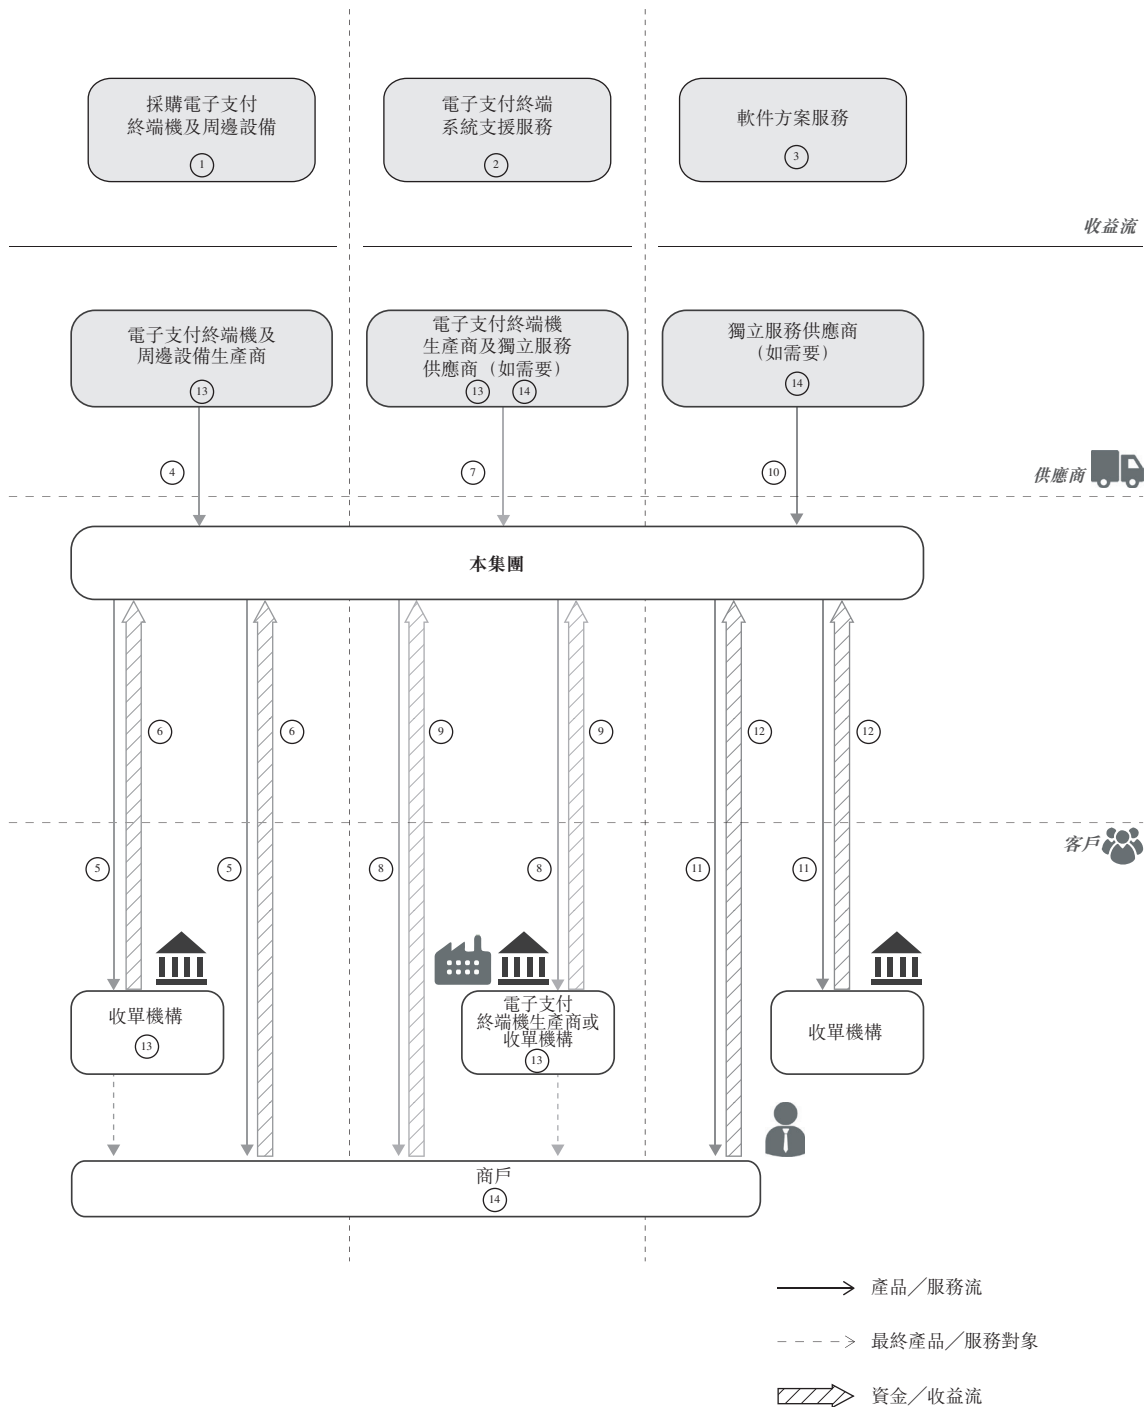 採購電子支付
終端機及周邊設備
1
電子支付終端
系統支援服務
2
軟件方案服務
3
收益流
電子支付終端機及
周邊設備生產商
13
電子支付終端機
生產商及獨立服務
供應商（如需要）
13 14
獨立服務供應商
（如需要）
14
4
7
10
供應商
本集團
6
6
9
9
12
12
客戶
5
5
8
8
11
11
收單機構
13
電子支付
終端機生產商或
收單機構
13
收單機構
商戶
14
產品／服務流
最終產品／服務對象
資金／收益流